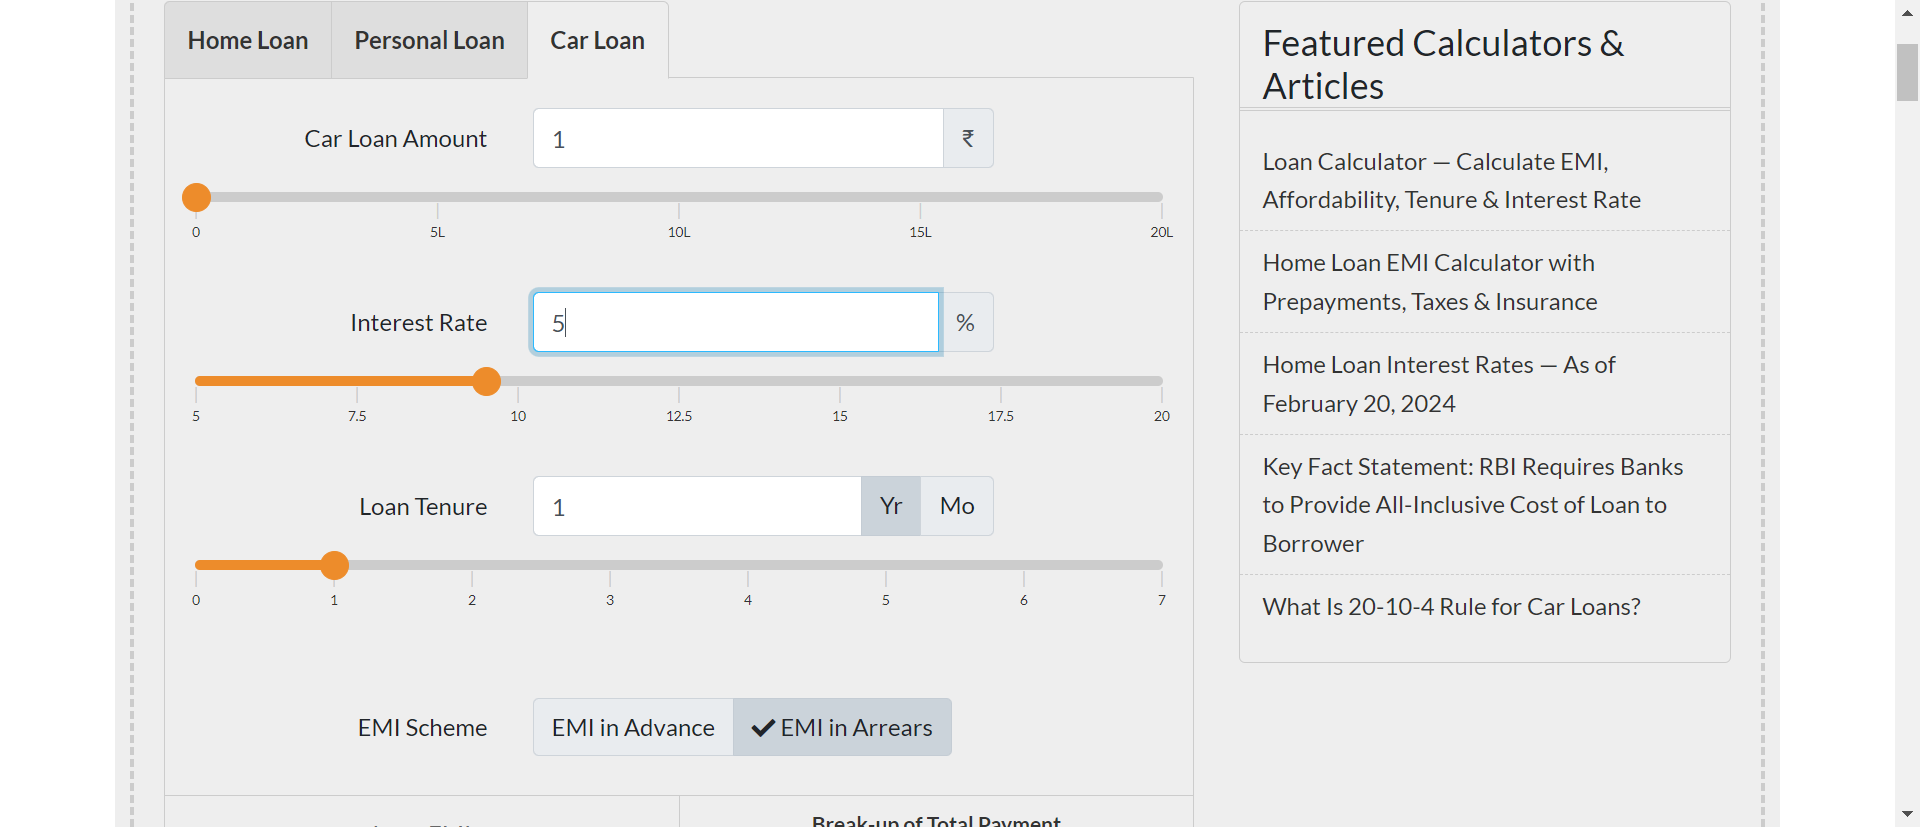 Home Loan
Personal Loan
Car Loan
Car Loan Amount
1
₹
0
5L
10L
15L
20L
Interest Rate
5
%
5
7.5
10
12.5
15
17.5
20
Loan Tenure
1
Yr
Mo
0
1
2
3
4
5
6
7
EMI Scheme
EMI in Advance
EMI in Arrears
Break-up of Total Payment
Featured Calculators &
Articles
Loan Calculator — Calculate EMI,
Affordability, Tenure & Interest Rate
Home Loan EMI Calculator with
Prepayments, Taxes & Insurance
Home Loan Interest Rates — As of
February 20, 2024
Key Fact Statement: RBI Requires Banks
to Provide All-Inclusive Cost of Loan to
Borrower
What Is 20-10-4 Rule for Car Loans?